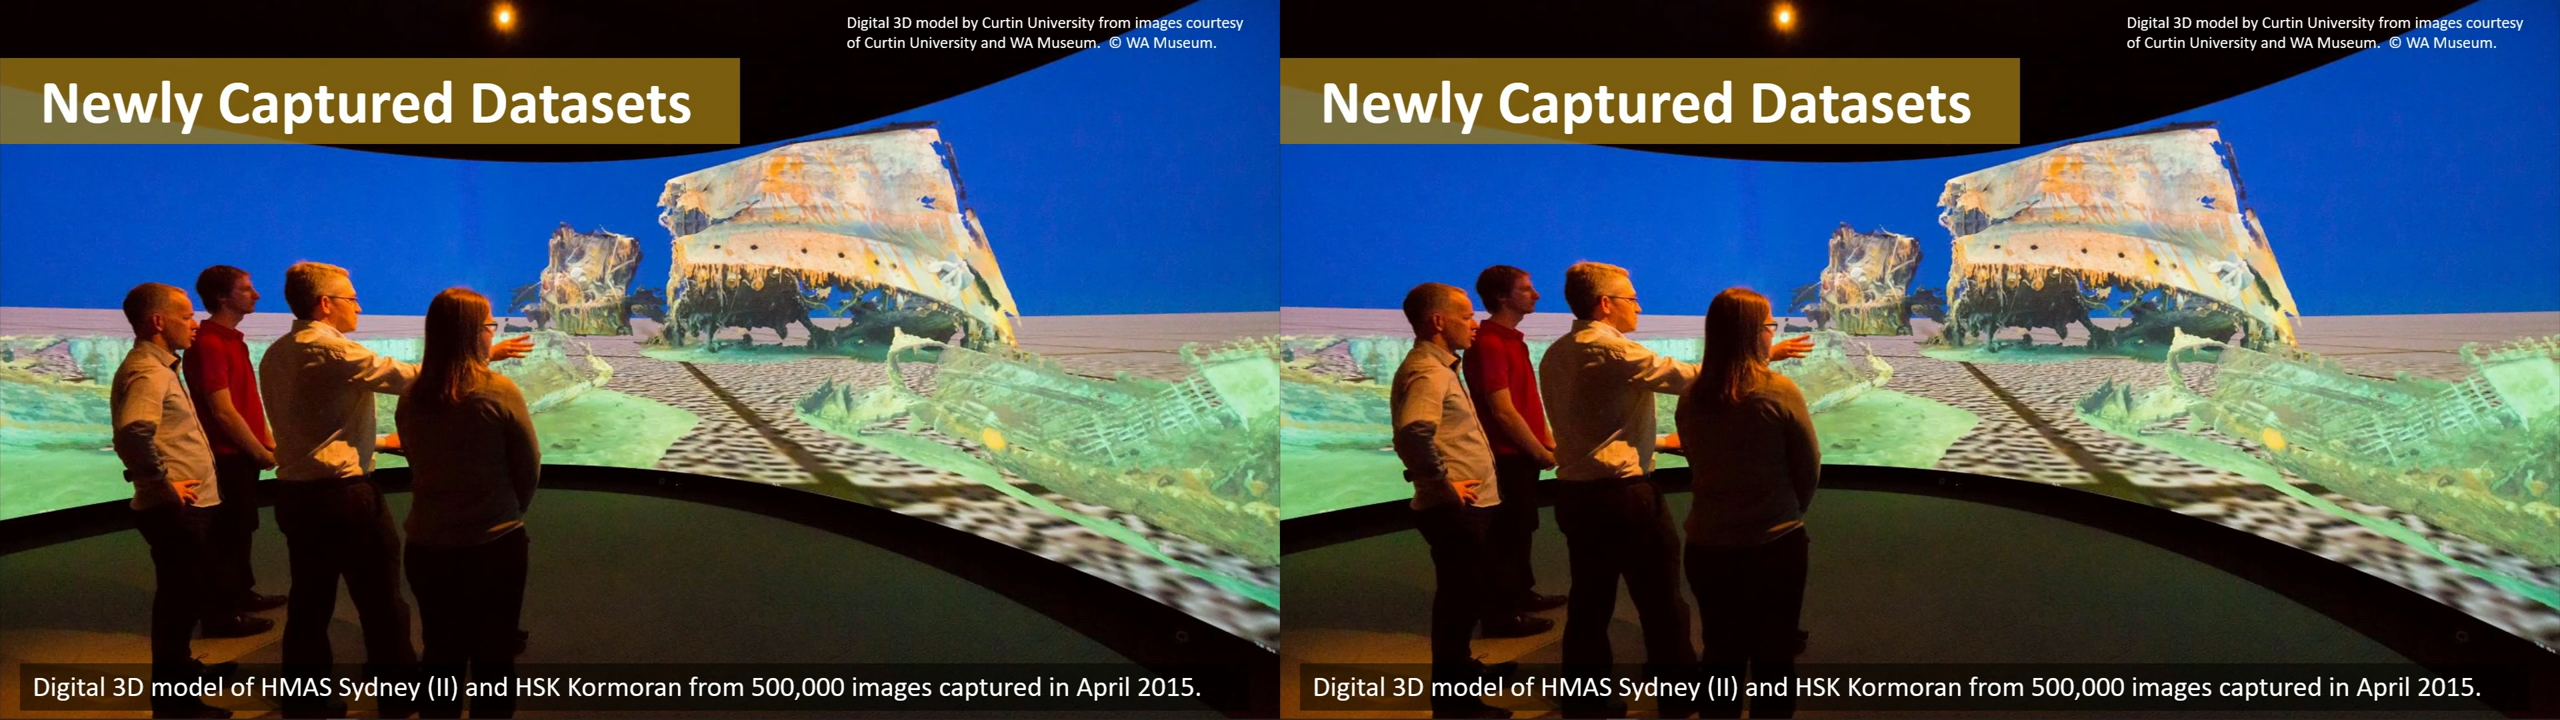 Digital 3D model by Curtin University from images courtesy
of Curtin University and WA Museum. © WA Museum.
Newly Captured Datasets
Digital 3D model of HMAS Sydney (II) and HSK Kormoran from 500,000 images captured in April 2015.
Digital 3D model by Curtin University from images courtesy
of Curtin University and WA Museum. © WA Museum.
Newly Captured Datasets
Digital 3D model of HMAS Sydney (II) and HSK Kormoran from 500,000 images captured in April 2015.